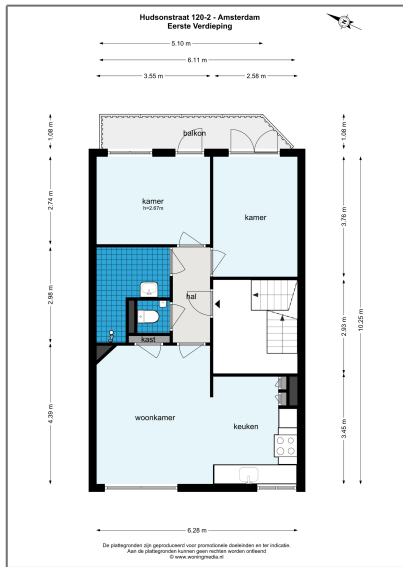 Hudsonstraat 120-2 - Amsterdam
Eerste Verdieping
5.10 m
6.11 m
3.55 m
2.58 m
1.08 m
balkon
1.08 m
2.74 m
kamer
h=2.67m
kamer
3.76 m
10.25 m
2.98 m
hal
2.93 m
kast
4.39 m
woonkamer
keuken
3.45 m
6.28 m
De plattegronden zijn geproduceerd voor promotionele doeleinden en ter indicatie.
Aan de plattegronden kunnen geen rechten worden ontleend
© www.woningmedia.nl